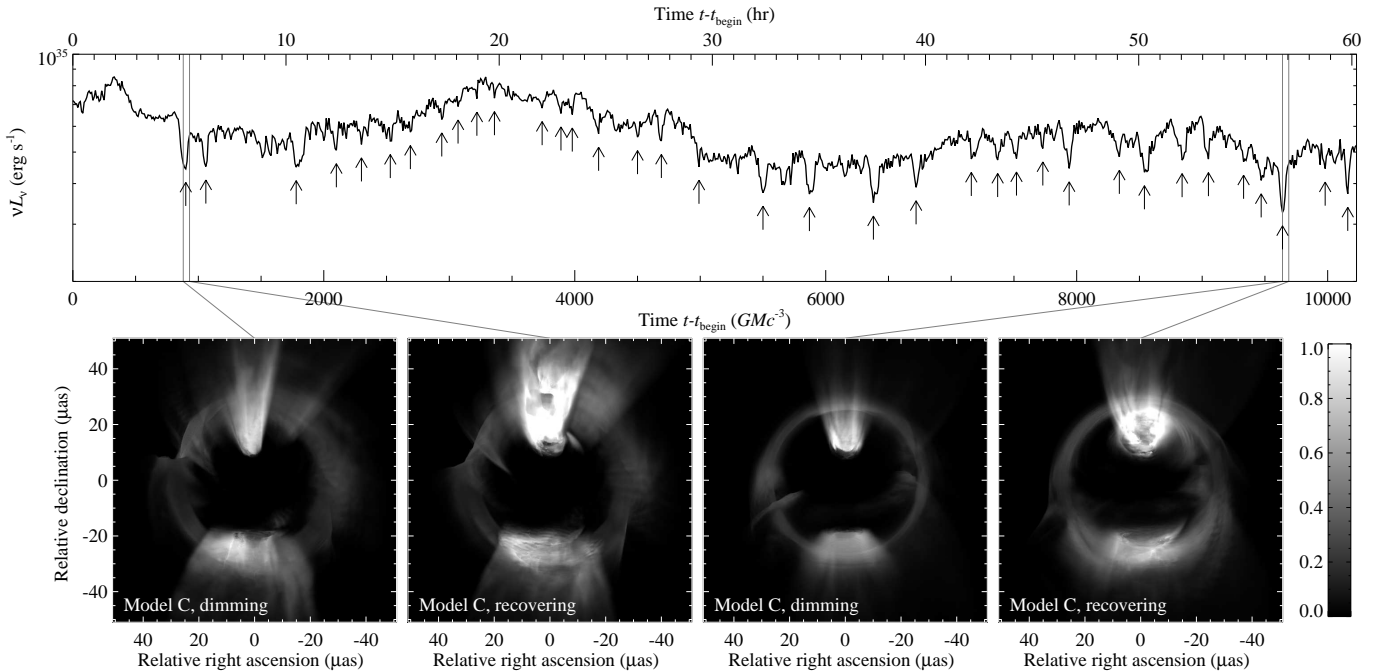 Time t-t_begin (hr)
0 10 20 30 40 50 60
10^35
νL_ν (erg s^-1)
0 2000 4000 6000 8000 10000
Time t-t_begin (GMc^-3)
40
20
0
-20
-40
Relative declination (μas)
Model C, dimming
Model C, recovering
Model C, dimming
Model C, recovering
1.0
0.8
0.6
0.4
0.2
0.0
40 20 0 -20 -40 40 20 0 -20 -40 40 20 0 -20 -40 40 20 0 -20 -40
Relative right ascension (μas) Relative right ascension (μas) Relative right ascension (μas) Relative right ascension (μas)